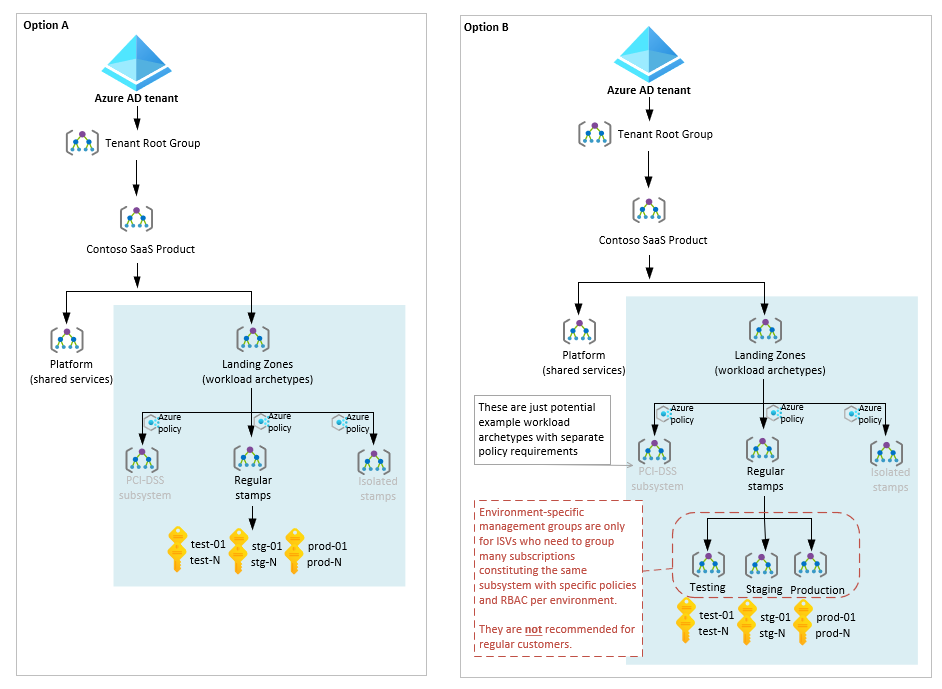 Option A
Azure AD tenant
Tenant Root Group
Contoso SaaS Product
Platform
(shared services)
Landing Zones
(workload archetypes)
Azure
policy
Azure
policy
Azure
policy
PCI-DSS
subsystem
Regular
stamps
Isolated
stamps
test-01
test-N
stg-01
stg-N
prod-01
prod-N
Option B
Azure AD tenant
Tenant Root Group
Contoso SaaS Product
Platform
(shared services)
Landing Zones
(workload archetypes)
These are just potential
example workload
archetypes with separate
policy requirements
Azure
policy
Azure
policy
Azure
policy
PCI-DSS
subsystem
Regular
stamps
Isolated
stamps
Environment-specific
management groups are only
for ISVs who need to group
many subscriptions
constituting the same
subsystem with specific policies
and RBAC per environment.
They are not recommended for
regular customers.
Testing
Staging
Production
test-01
test-N
stg-01
stg-N
prod-01
prod-N